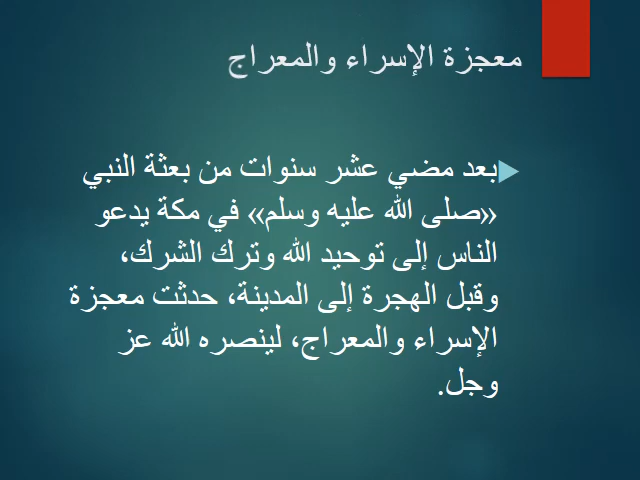 معجزة الإسراء والمعراج
بعد مضي عشر سنوات من بعثة النبي
«صلى الله عليه وسلم» في مكة يدعو
الناس إلى توحيد الله وترك الشرك،
وقبل الهجرة إلى المدينة، حدثت معجزة
الإسراء والمعراج، لينصره الله عز
وجل.